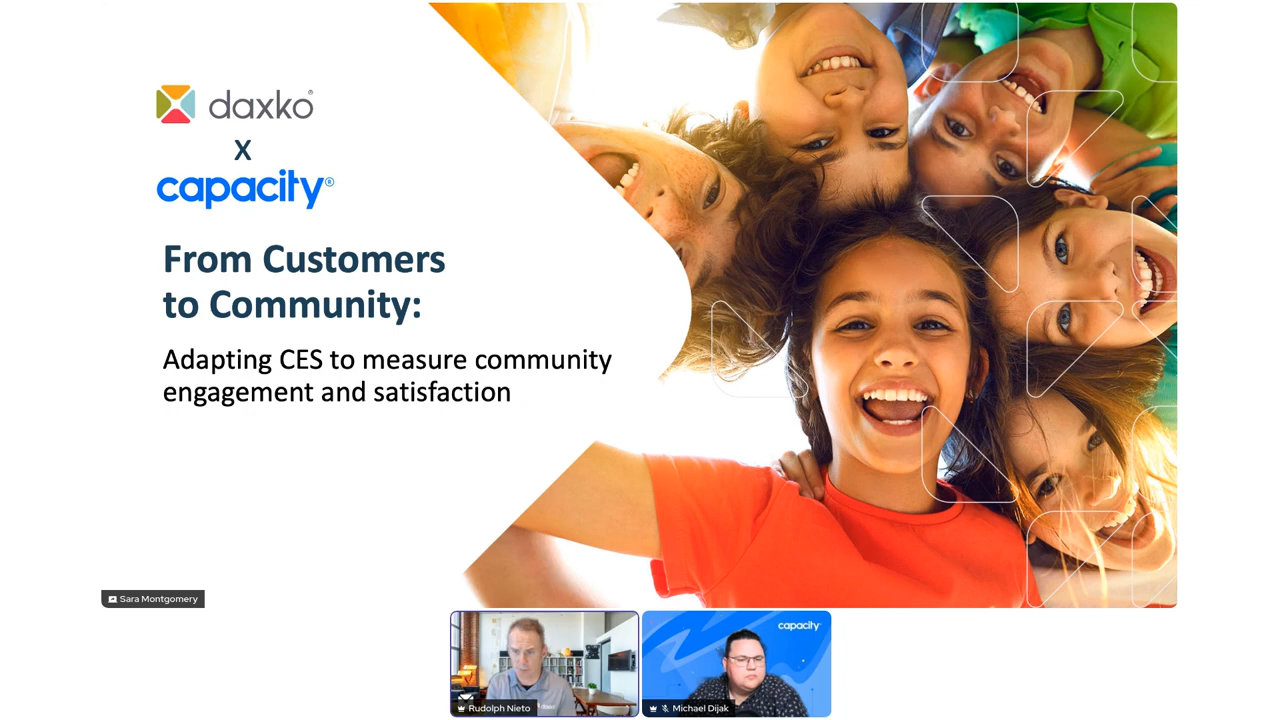 daxko®
X
capacity®
From Customers
to Community:
Adapting CES to measure community
engagement and satisfaction
Sara Montgomery
capacity
Rudolph Nieto
Michael Dijak